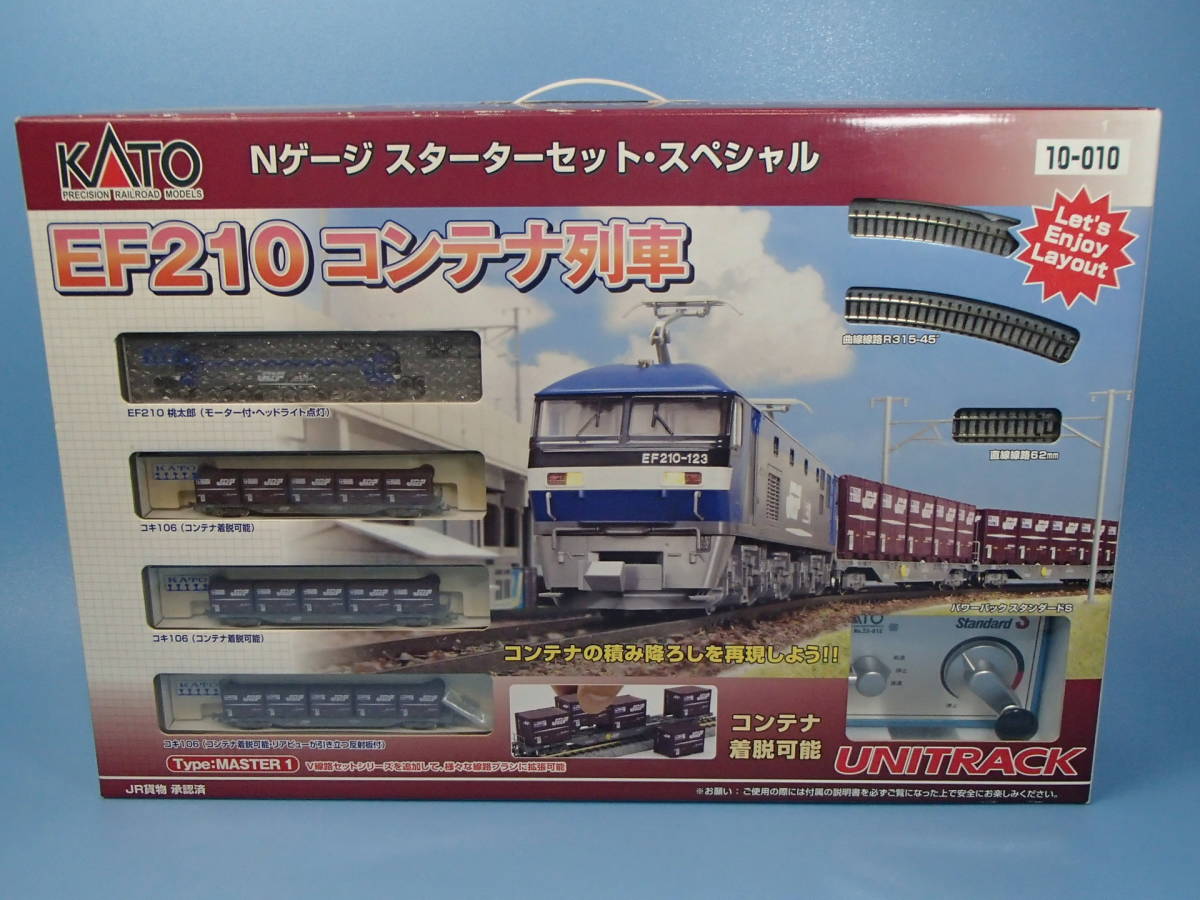 KATO
PRECISION RAILROAD MODELS
Nゲージ スターターセット・スペシャル
10-010
EF210 コンテナ列車
Let's
Enjoy
Layout
曲線線路R315-45°
EF210 桃太郎（モーター付・ヘッドライト点灯）
EF210-123
直線線路62mm
KATO
コキ106（コンテナ着脱可能）
KATO
コキ106（コンテナ着脱可能）
パワーパック スタンダードS
Standard S
コンテナの積み降ろしを再現しよう!!
KATO
コキ106（コンテナ着脱可能・リアビューが引き立つ反射板付）
コンテナ
着脱可能
UNITRACK
Type:MASTER 1
V線路セットシリーズを追加して、様々な線路プランに拡張可能
JR貨物 承認済
※お願い：ご使用の際には付属の説明書を必ずご覧になった上で安全にお楽しみください。